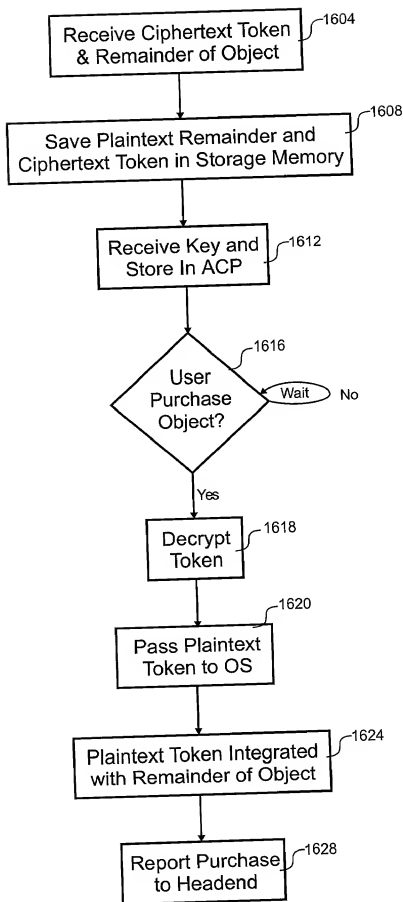 Receive Ciphertext Token
& Remainder of Object
1604
Save Plaintext Remainder and
Ciphertext Token in Storage Memory
1608
Receive Key and
Store In ACP
1612
1616
User
Purchase
Object?
Wait
No
Yes
Decrypt
Token
1618
Pass Plaintext
Token to OS
1620
Plaintext Token Integrated
with Remainder of Object
1624
Report Purchase
to Headend
1628